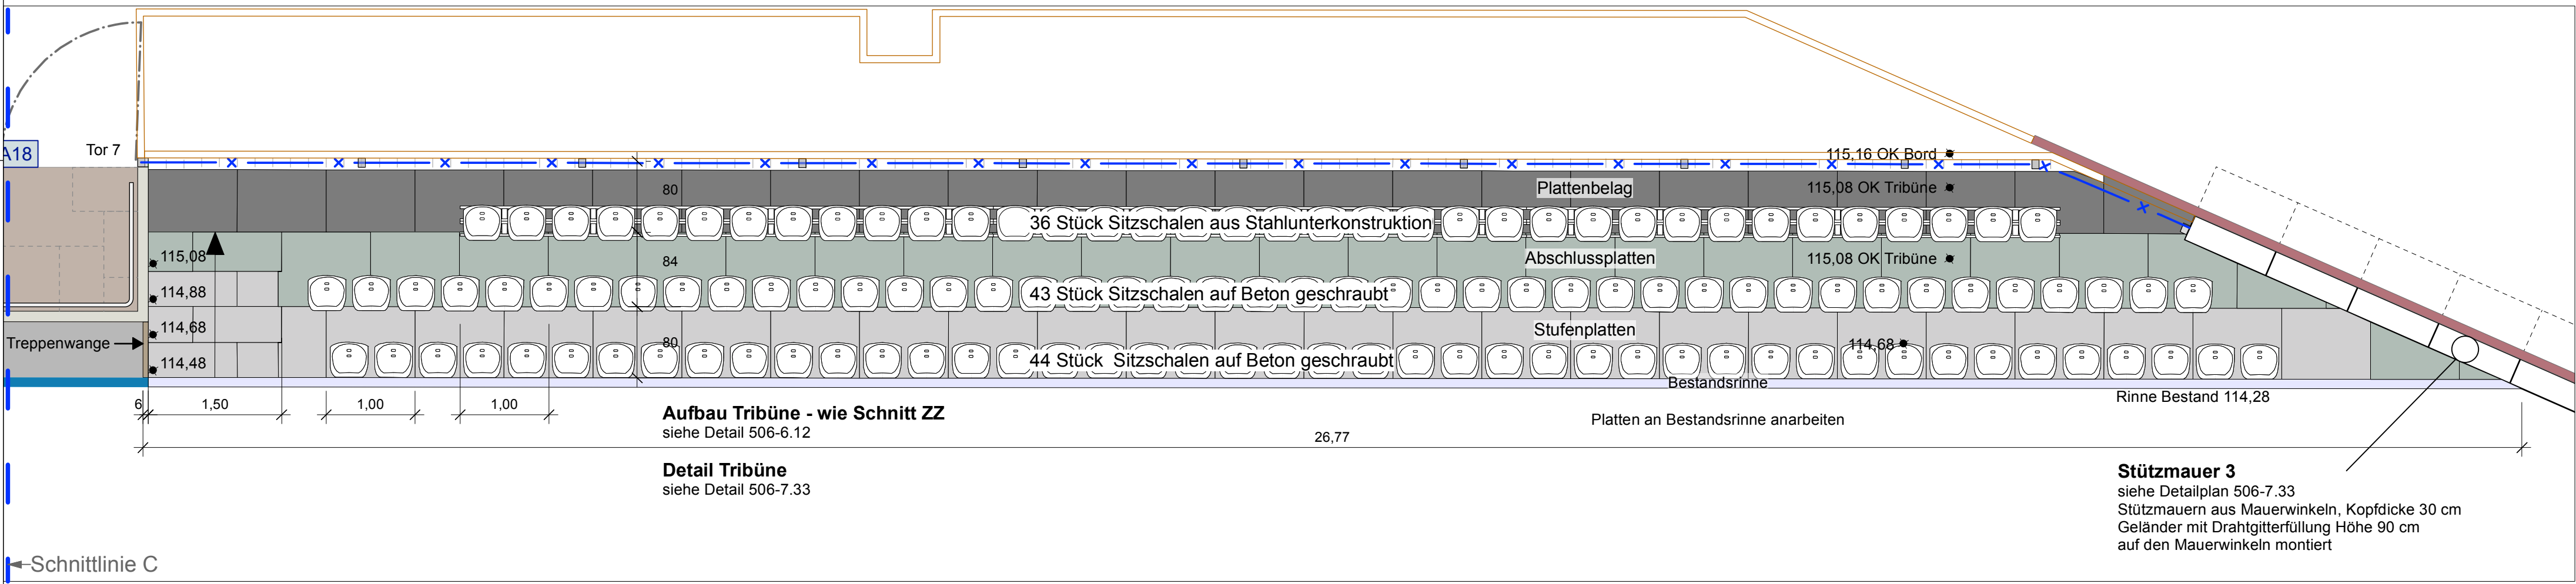 A18
Tor 7
115,16 OK Bord
80
Plattenbelag
115,08 OK Tribüne
36 Stück Sitzschalen aus Stahlunterkonstruktion
115,08
84
Abschlussplatten
115,08 OK Tribüne
114,88
43 Stück Sitzschalen auf Beton geschraubt
114,68
Stufenplatten
Treppenwange
80
114,68
114,48
44 Stück Sitzschalen auf Beton geschraubt
Bestandsrinne
Rinne Bestand 114,28
6
1,50
1,00
1,00
Aufbau Tribüne - wie Schnitt ZZ
siehe Detail 506-6.12
Platten an Bestandsrinne anarbeiten
26,77
Detail Tribüne
siehe Detail 506-7.33
Stützmauer 3
siehe Detailplan 506-7.33
Stützmauern aus Mauerwinkeln, Kopfdicke 30 cm
Geländer mit Drahtgitterfüllung Höhe 90 cm
auf den Mauerwinkeln montiert
Schnittlinie C